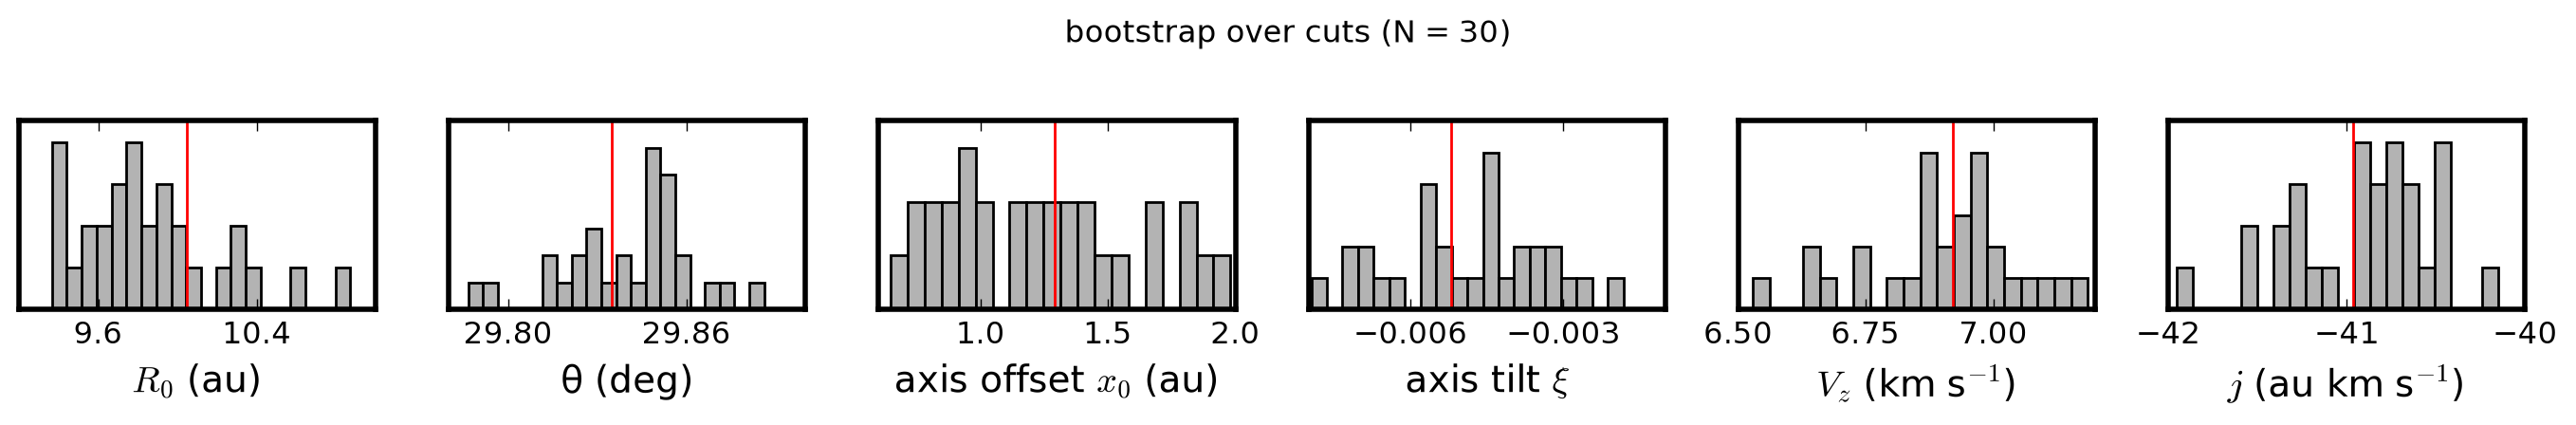 bootstrap over cuts (N = 30)
9.6 10.4 29.80 29.86 1.0 1.5 2.0 −0.006 −0.003 6.50 6.75 7.00 −42 −41 −40
R₀ (au) θ (deg) axis offset x₀ (au) axis tilt ξ V_z (km s⁻¹) j (au km s⁻¹)